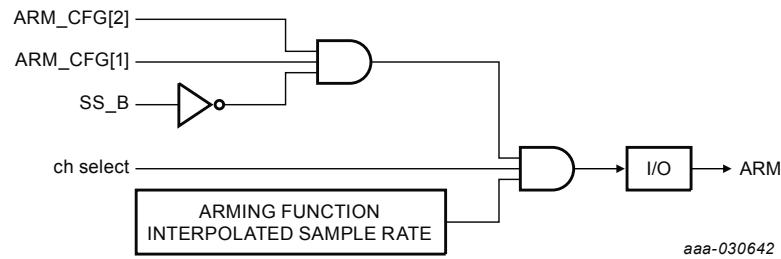 ARM_CFG[2]
ARM_CFG[1]
SS_B
ch select
ARMING FUNCTION
INTERPOLATED SAMPLE RATE
I/O
ARM
aaa-030642